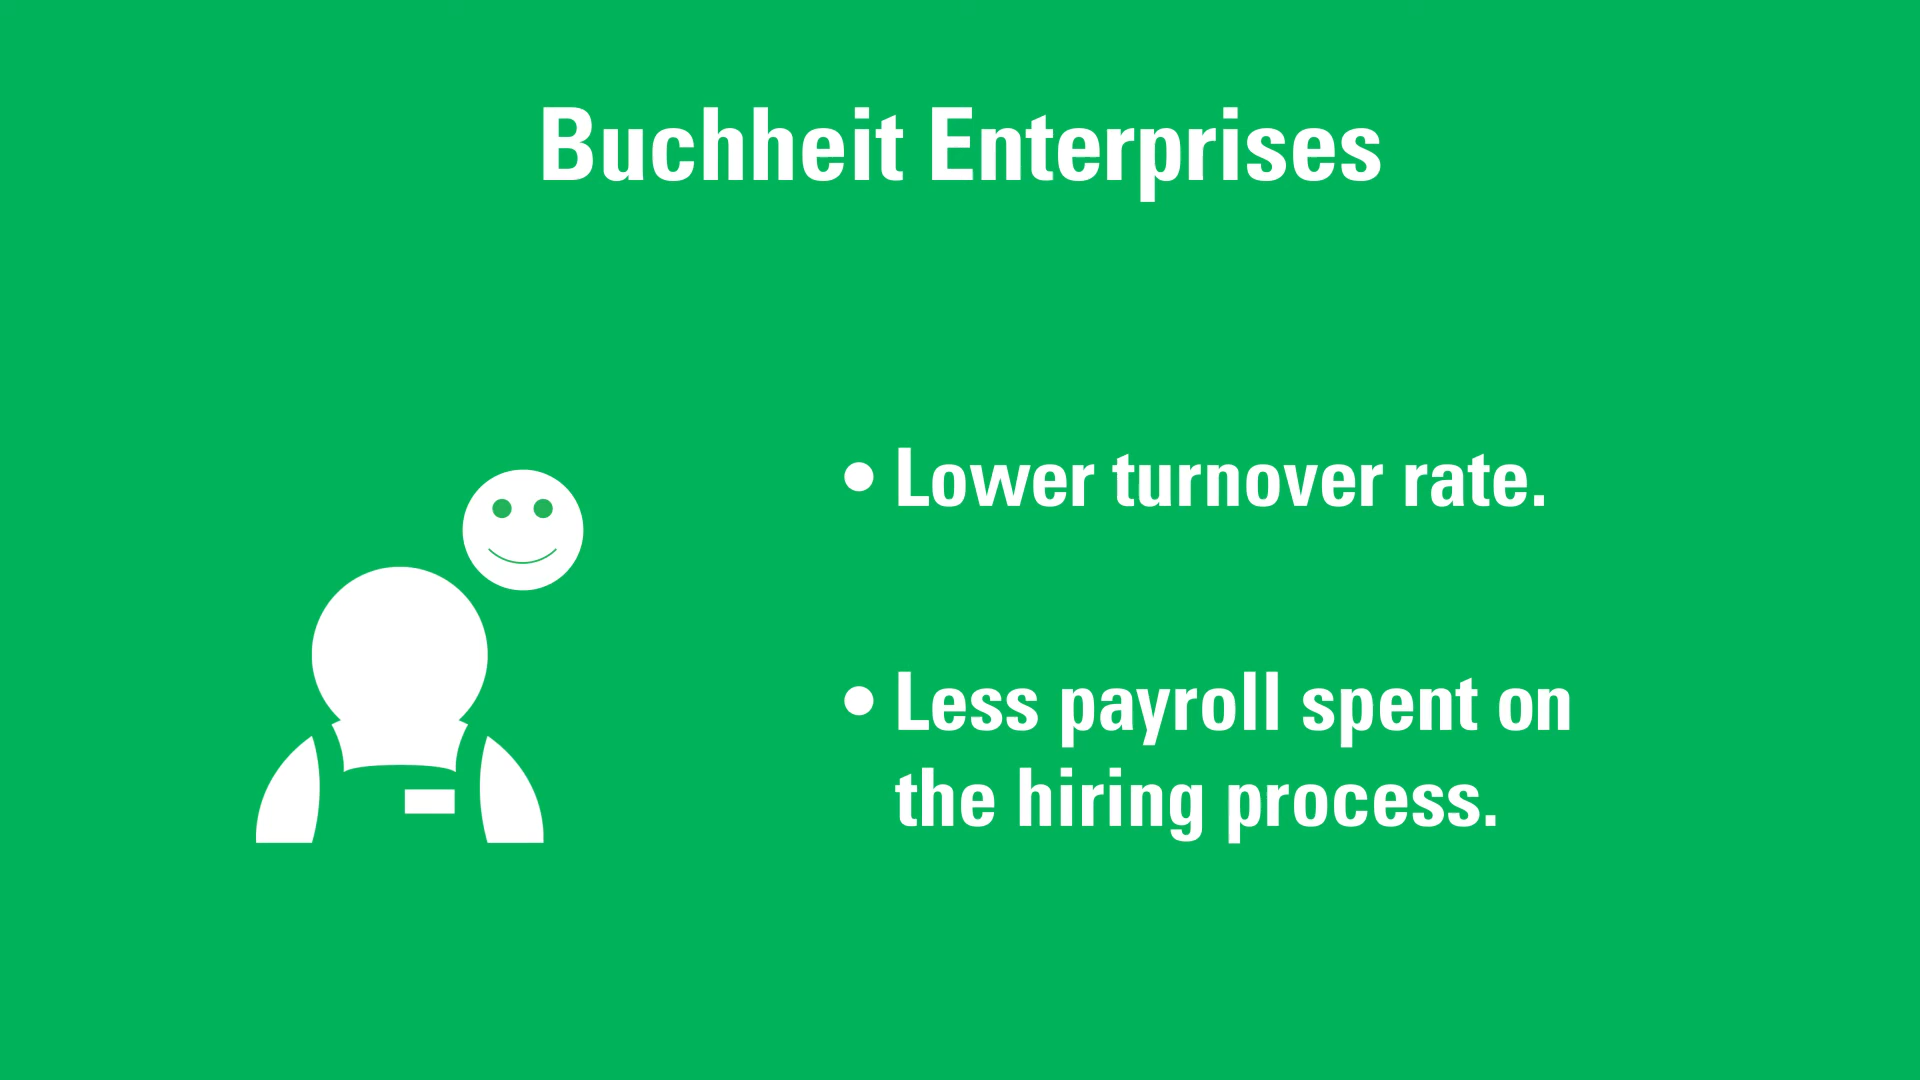 Buchheit Enterprises
• Lower turnover rate.
• Less payroll spent on
the hiring process.